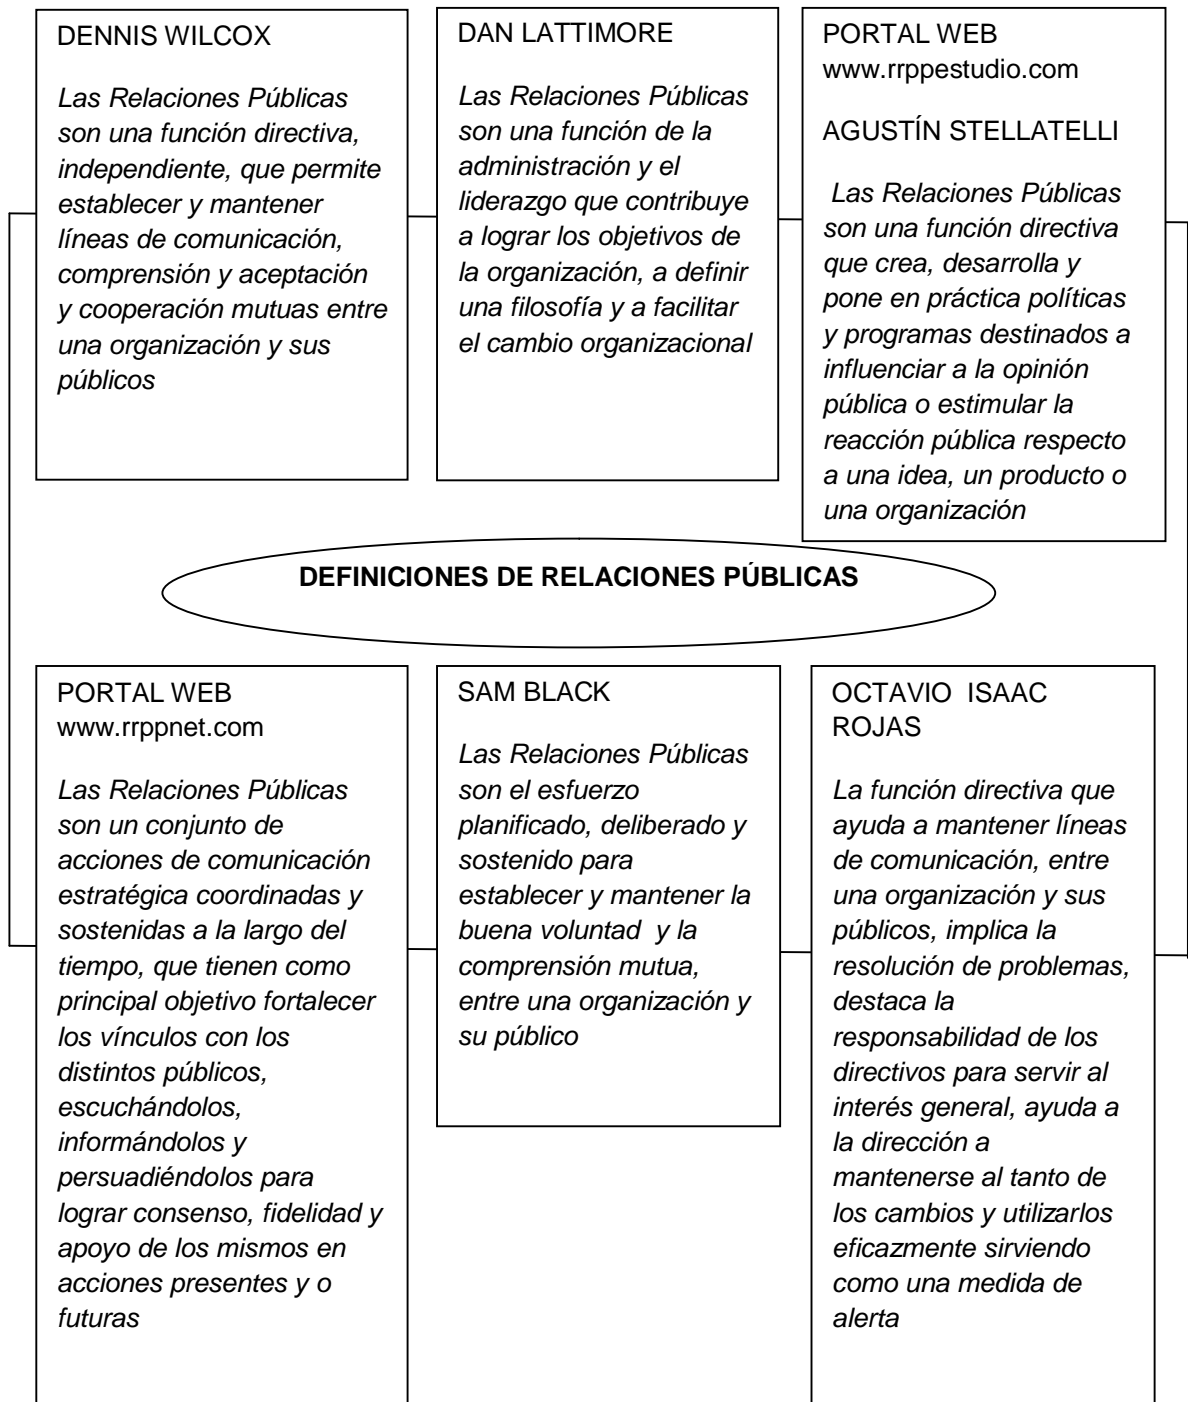 DENNIS WILCOX
Las Relaciones Públicas
son una función directiva,
independiente, que permite
establecer y mantener
líneas de comunicación,
comprensión y aceptación
y cooperación mutuas entre
una organización y sus
públicos
DAN LATTIMORE
Las Relaciones Públicas
son una función de la
administración y el
liderazgo que contribuye
a lograr los objetivos de
la organización, a definir
una filosofía y a facilitar
el cambio organizacional
PORTAL WEB
www.rrppestudio.com
AGUSTÍN STELLATELLI
Las Relaciones Públicas
son una función directiva
que crea, desarrolla y
pone en práctica políticas
y programas destinados a
influenciar a la opinión
pública o estimular la
reacción pública respecto
a una idea, un producto o
una organización
DEFINICIONES DE RELACIONES PÚBLICAS
PORTAL WEB
www.rrppnet.com
Las Relaciones Públicas
son un conjunto de
acciones de comunicación
estratégica coordinadas y
sostenidas a la largo del
tiempo, que tienen como
principal objetivo fortalecer
los vínculos con los
distintos públicos,
escuchándolos,
informándolos y
persuadiéndolos para
lograr consenso, fidelidad y
apoyo de los mismos en
acciones presentes y o
futuras
SAM BLACK
Las Relaciones Públicas
son el esfuerzo
planificado, deliberado y
sostenido para
establecer y mantener la
buena voluntad  y la
comprensión mutua,
entre una organización y
su público
OCTAVIO  ISAAC
ROJAS
La función directiva que
ayuda a mantener líneas
de comunicación, entre
una organización y sus
públicos, implica la
resolución de problemas,
destaca la
responsabilidad de los
directivos para servir al
interés general, ayuda a
la dirección a
mantenerse al tanto de
los cambios y utilizarlos
eficazmente sirviendo
como una medida de
alerta